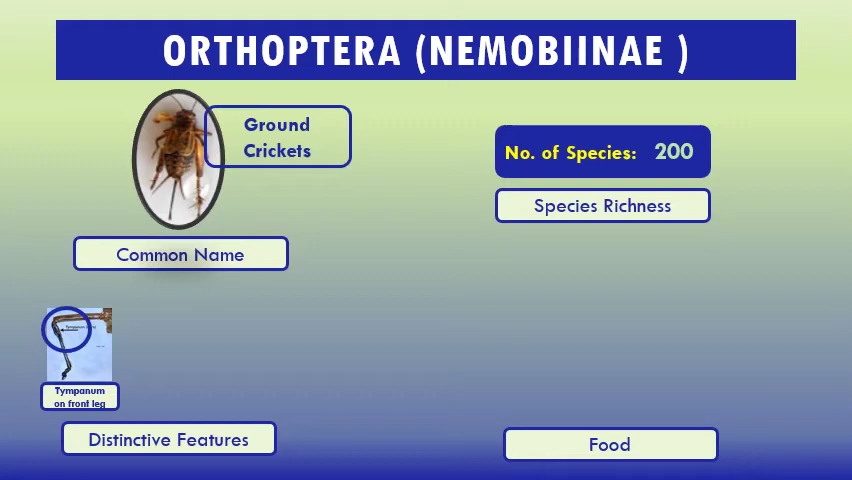 ORTHOPTERA (NEMOBIINAE )
Ground
Crickets
No. of Species: 200
Species Richness
Common Name
Tympanum
on front leg
Distinctive Features
Food